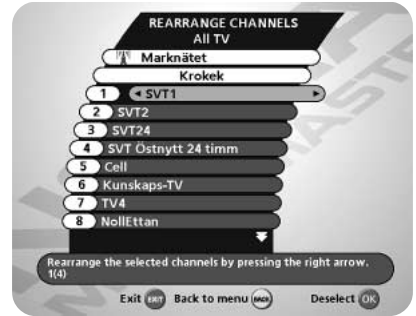 REARRANGE CHANNELS
All TV
Marknätet
Krokek
1 SVT1
2 SVT2
3 SVT24
4 SVT Östnytt 24 timm
5 Cell
6 Kunskaps-TV
7 TV4
8 NollEttan
Rearrange the selected channels by pressing the right arrow.
1(4)
Exit EXIT Back to menu BACK Deselect OK